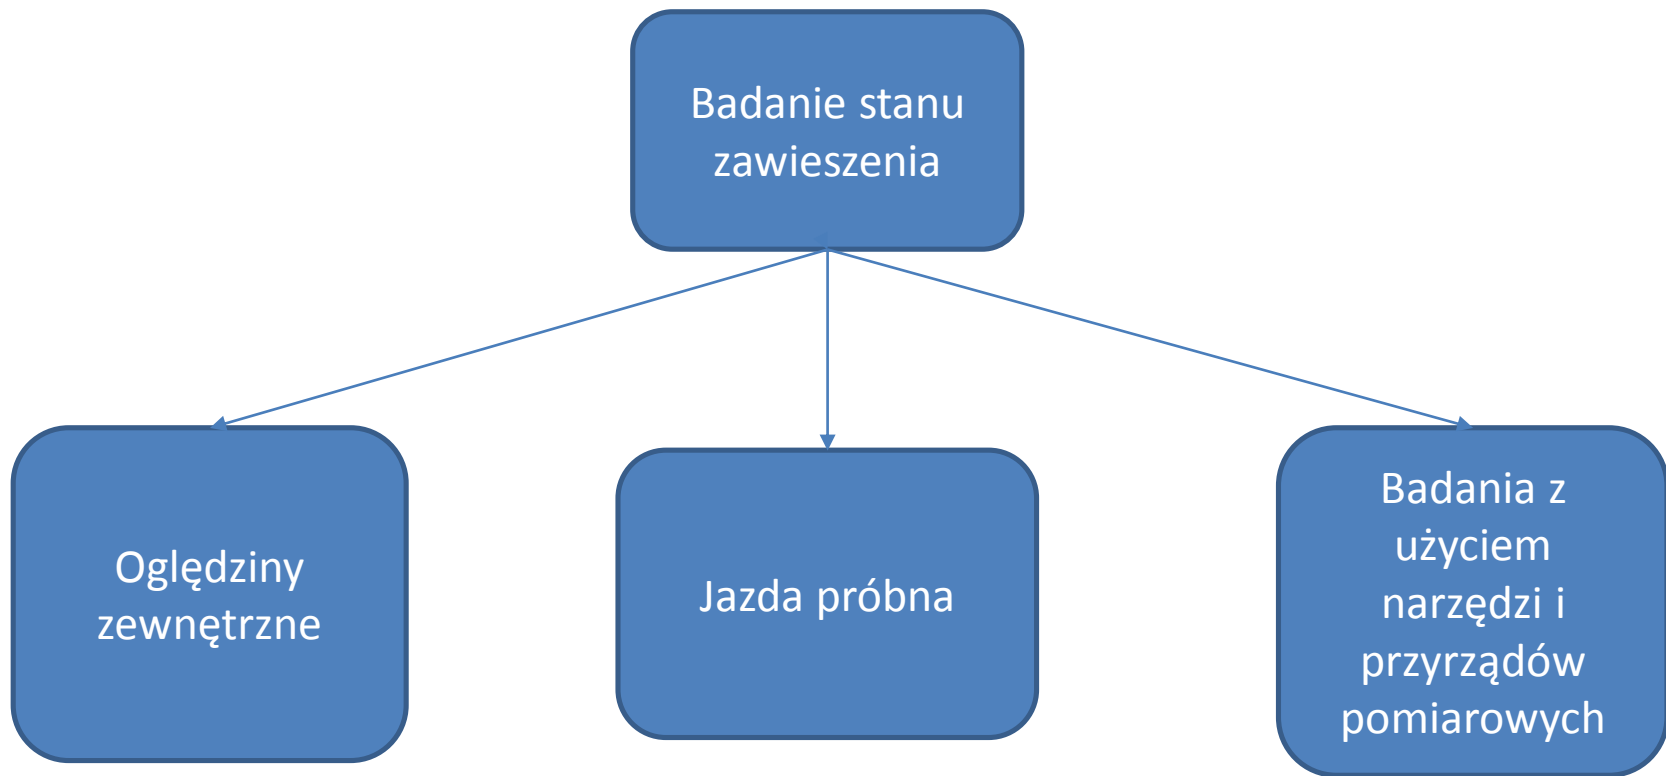 Badanie stanu
zawieszenia
Oględziny
zewnętrzne
Jazda próbna
Badania z
użyciem
narzędzi i
przyrządów
pomiarowych